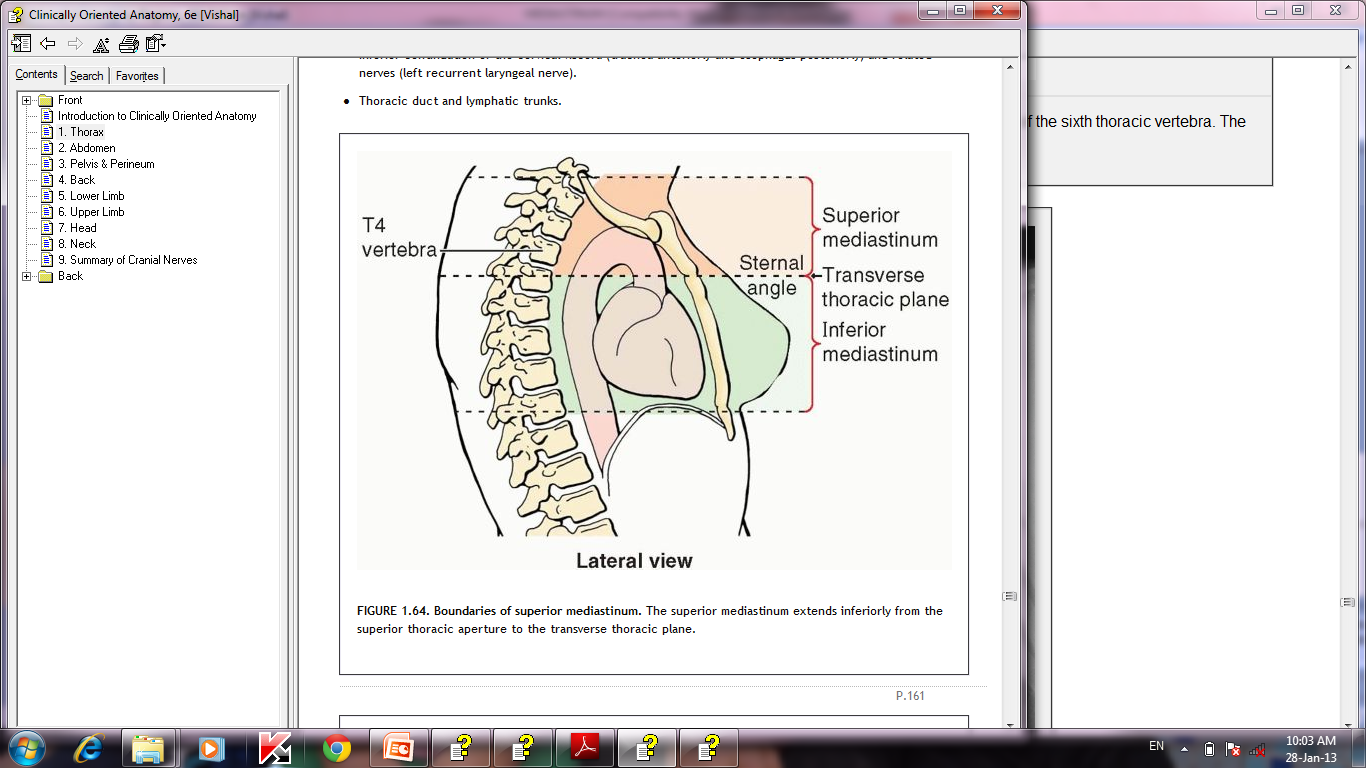 Clinically Oriented Anatomy, 6e [Vishal]
Contents
Search
Favorites
Front
Introduction to Clinically Oriented Anatomy
1. Thorax
2. Abdomen
3. Pelvis & Perineum
4. Back
5. Lower Limb
6. Upper Limb
7. Head
8. Neck
9. Summary of Cranial Nerves
Back
nerves (left recurrent laryngeal nerve).
• Thoracic duct and lymphatic trunks.
T4
vertebra
Superior
mediastinum
Sternal
angle
Transverse
thoracic plane
Inferior
mediastinum
Lateral view
FIGURE 1.64. Boundaries of superior mediastinum. The superior mediastinum extends inferiorly from the
superior thoracic aperture to the transverse thoracic plane.
P.161
f the sixth thoracic vertebra. The
EN
10:03 AM
28-Jan-13